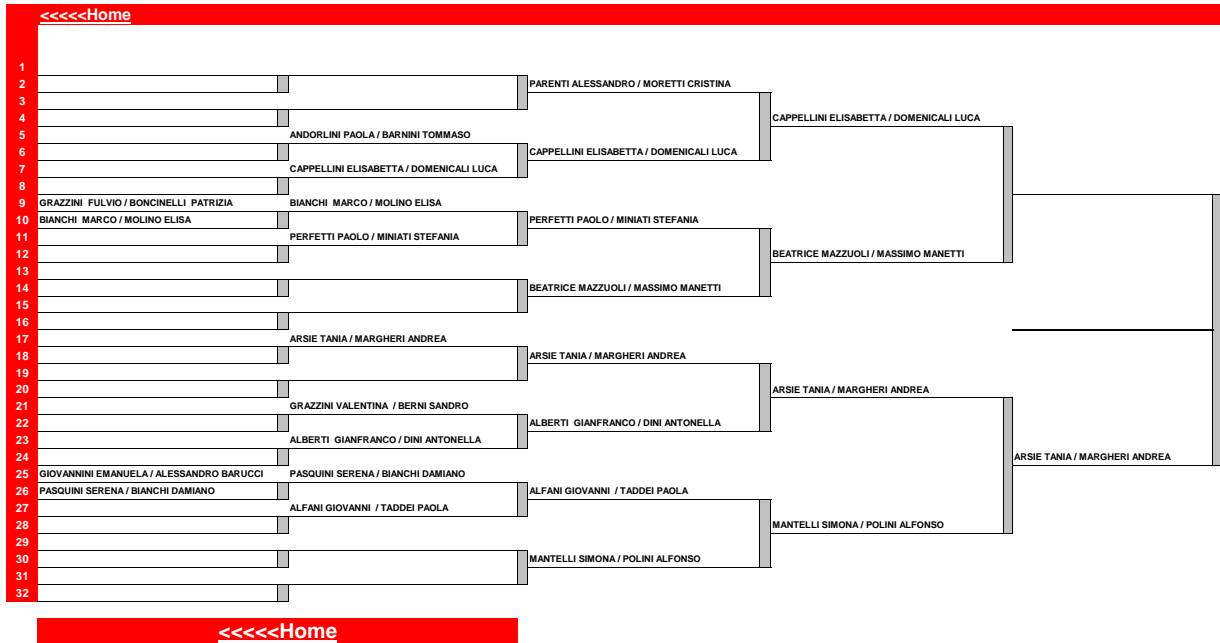 <<<<<Home
1
2 PARENTI ALESSANDRO / MORETTI CRISTINA
3
4 CAPPELLINI ELISABETTA / DOMENICALI LUCA
5 ANDORLINI PAOLA / BARNINI TOMMASO
6 CAPPELLINI ELISABETTA / DOMENICALI LUCA
7 CAPPELLINI ELISABETTA / DOMENICALI LUCA
8
9 GRAZZINI FULVIO / BONCINELLI PATRIZIA BIANCHI MARCO / MOLINO ELISA
10 BIANCHI MARCO / MOLINO ELISA PERFETTI PAOLO / MINIATI STEFANIA
11 PERFETTI PAOLO / MINIATI STEFANIA
12 BEATRICE MAZZUOLI / MASSIMO MANETTI
13
14 BEATRICE MAZZUOLI / MASSIMO MANETTI
15
16
17 ARSIE TANIA / MARGHERI ANDREA
18 ARSIE TANIA / MARGHERI ANDREA
19
20 ARSIE TANIA / MARGHERI ANDREA
21 GRAZZINI VALENTINA / BERNI SANDRO
22 ALBERTI GIANFRANCO / DINI ANTONELLA
23 ALBERTI GIANFRANCO / DINI ANTONELLA
24 ARSIE TANIA / MARGHERI ANDREA
25 GIOVANNINI EMANUELA / ALESSANDRO BARUCCI PASQUINI SERENA / BIANCHI DAMIANO
26 PASQUINI SERENA / BIANCHI DAMIANO ALFANI GIOVANNI / TADDEI PAOLA
27 ALFANI GIOVANNI / TADDEI PAOLA
28 MANTELLI SIMONA / POLINI ALFONSO
29
30 MANTELLI SIMONA / POLINI ALFONSO
31
32
<<<<<Home